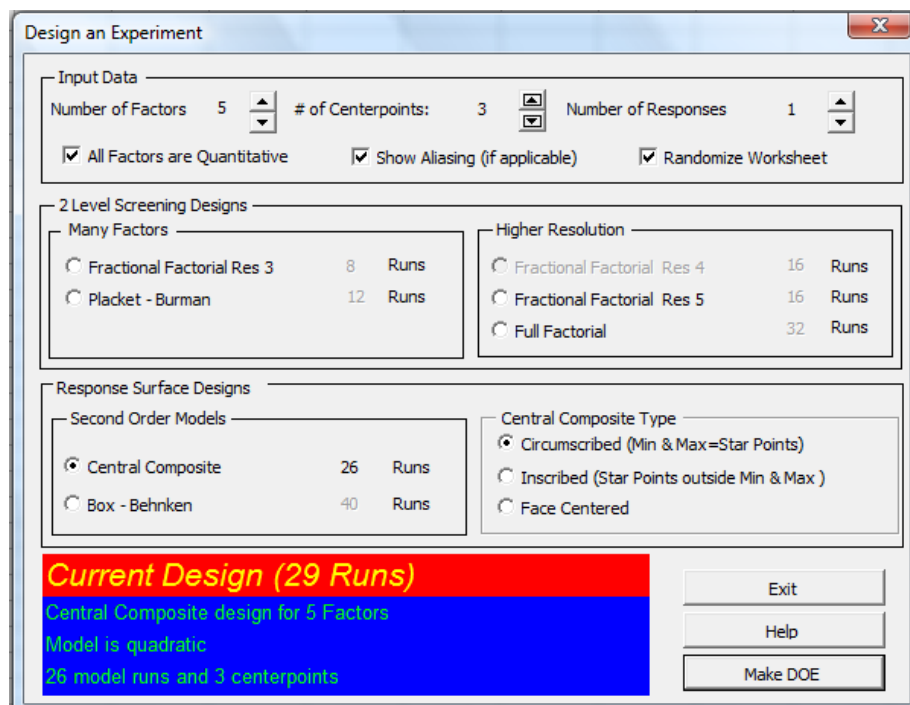 Design an Experiment
Input Data
Number of Factors 5 # of Centerpoints: 3 Number of Responses 1
All Factors are Quantitative Show Aliasing (if applicable) Randomize Worksheet
2 Level Screening Designs
Many Factors
Fractional Factorial Res 3 8 Runs
Placket - Burman 12 Runs
Higher Resolution
Fractional Factorial Res 4 16 Runs
Fractional Factorial Res 5 16 Runs
Full Factorial 32 Runs
Response Surface Designs
Second Order Models
Central Composite 26 Runs
Box - Behnken 40 Runs
Central Composite Type
Circumscribed (Min & Max=Star Points)
Inscribed (Star Points outside Min & Max )
Face Centered
Current Design (29 Runs)
Central Composite design for 5 Factors
Model is quadratic
26 model runs and 3 centerpoints
Exit
Help
Make DOE